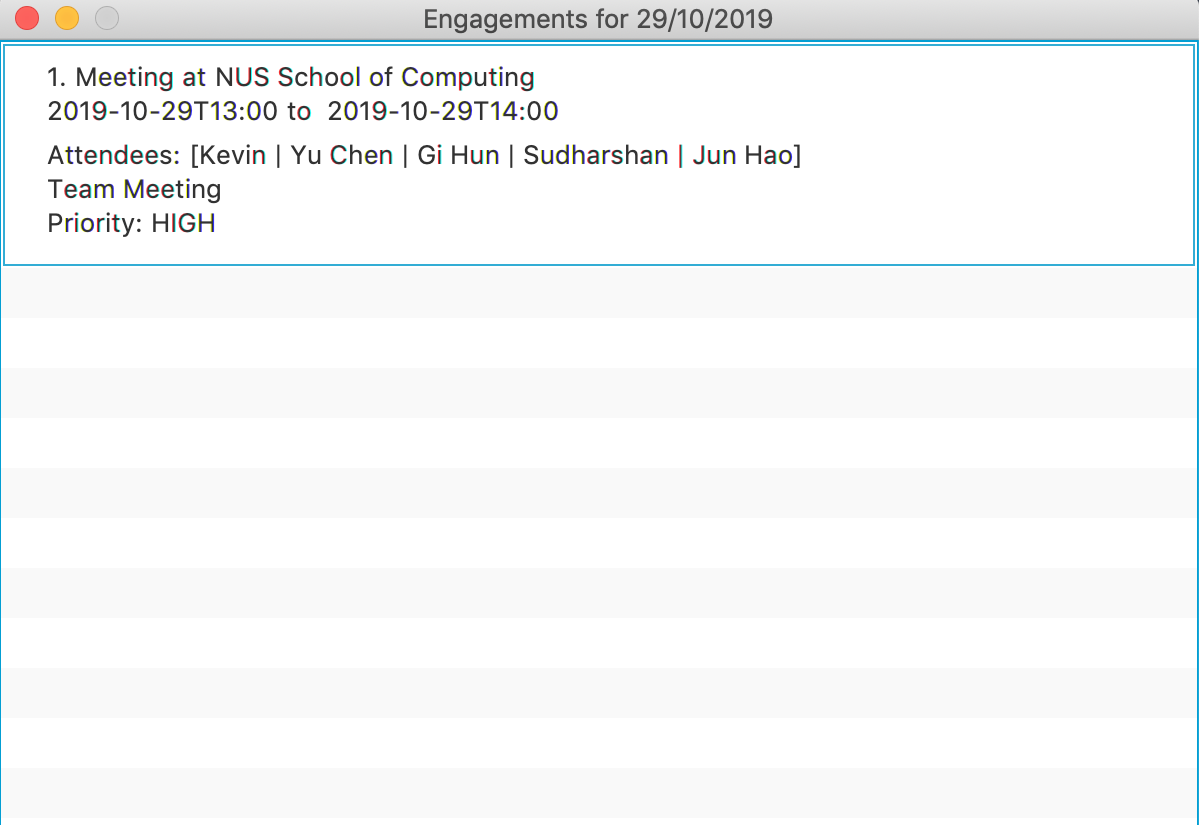 Engagements for 29/10/2019
1. Meeting at NUS School of Computing
2019-10-29T13:00 to  2019-10-29T14:00
Attendees: [Kevin | Yu Chen | Gi Hun | Sudharshan | Jun Hao]
Team Meeting
Priority: HIGH